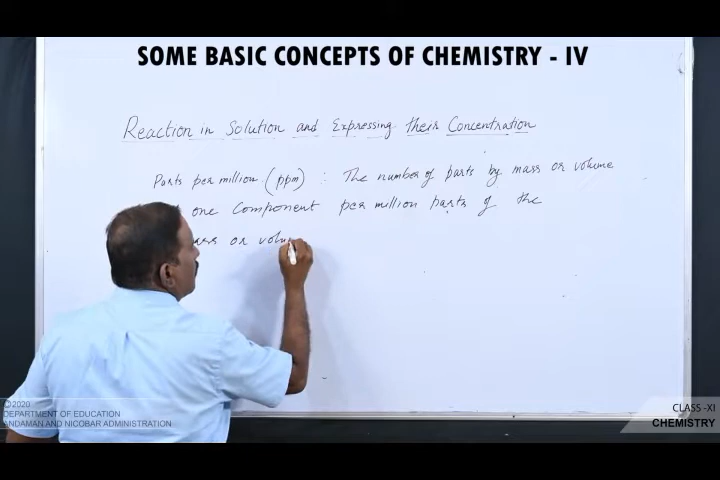 SOME BASIC CONCEPTS OF CHEMISTRY - IV
Reaction in Solution and Expressing their Concentration
Parts per million (ppm) : The number of parts by mass or volume
one component per million parts of the
or
©2020
DEPARTMENT OF EDUCATION
ANDAMAN AND NICOBAR ADMINISTRATION
CLASS -XI
CHEMISTRY